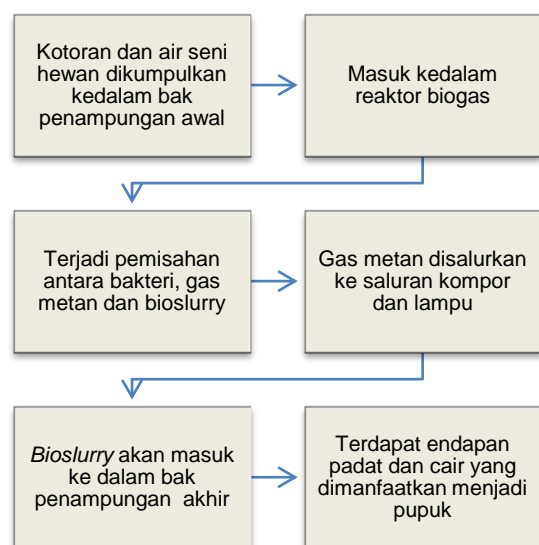 Kotoran dan air seni
hewan dikumpulkan
kedalam bak
penampungan awal
Masuk kedalam
reaktor biogas
Terjadi pemisahan
antara bakteri, gas
metan dan bioslurry
Gas metan disalurkan
ke saluran kompor
dan lampu
Bioslurry akan masuk
ke dalam bak
penampungan akhir
Terdapat endapan
padat dan cair yang
dimanfaatkan menjadi
pupuk